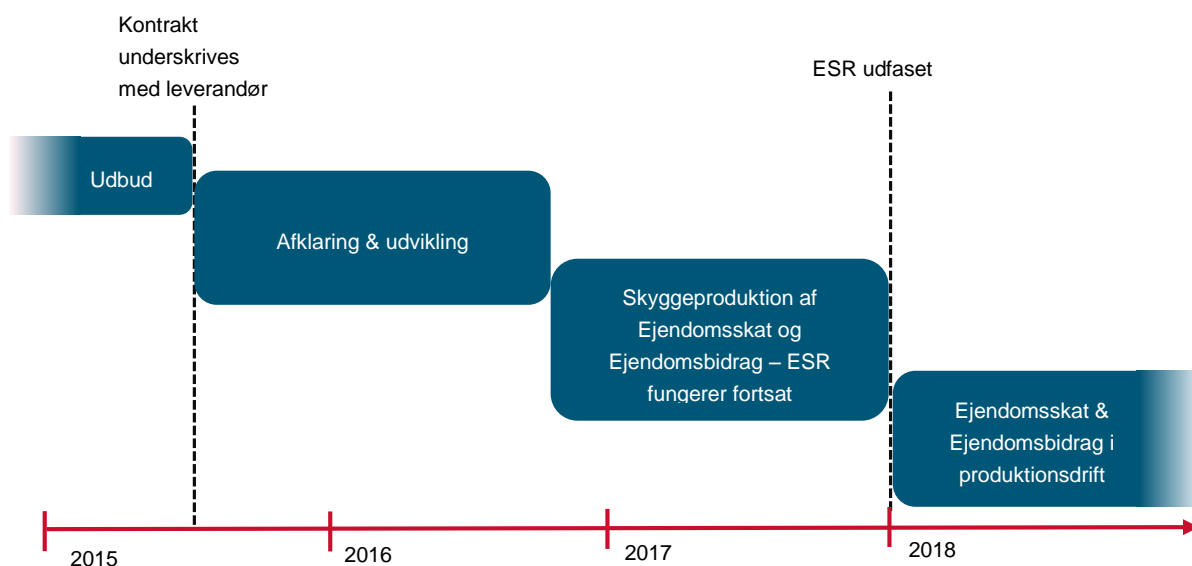 Kontrakt
underskrives
med leverandør
ESR udfaset
Udbud
Afklaring & udvikling
Skyggeproduktion af
Ejendomsskat og
Ejendomsbidrag – ESR
fungerer fortsat
Ejendomsskat &
Ejendomsbidrag i
produktionsdrift
2015
2016
2017
2018